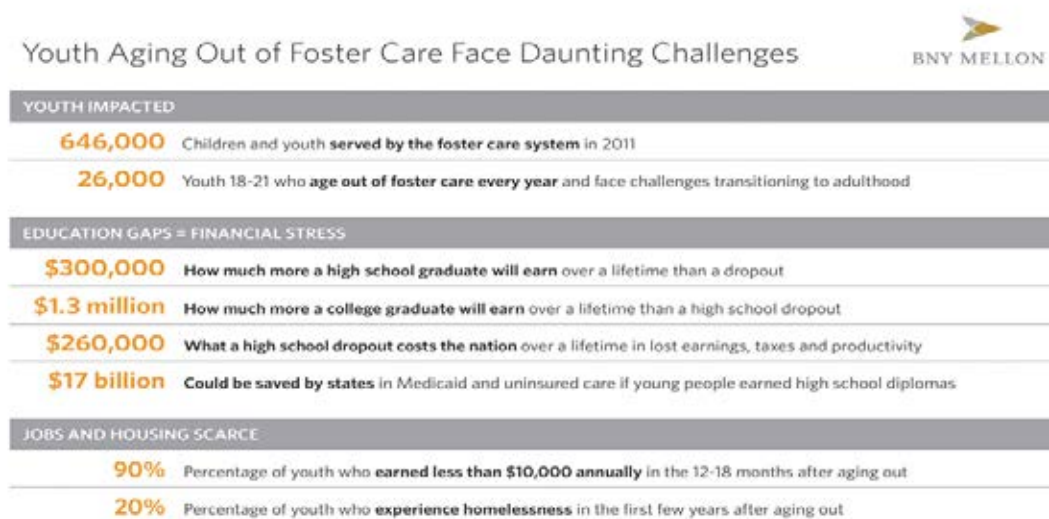 Youth Aging Out of Foster Care Face Daunting Challenges
BNY MELLON
YOUTH IMPACTED
646,000 Children and youth served by the foster care system in 2011
26,000 Youth 18-21 who age out of foster care every year and face challenges transitioning to adulthood
EDUCATION GAPS = FINANCIAL STRESS
$300,000 How much more a high school graduate will earn over a lifetime than a dropout
$1.3 million How much more a college graduate will earn over a lifetime than a high school dropout
$260,000 What a high school dropout costs the nation over a lifetime in lost earnings, taxes and productivity
$17 billion Could be saved by states in Medicaid and uninsured care if young people earned high school diplomas
JOBS AND HOUSING SCARCE
90% Percentage of youth who earned less than $10,000 annually in the 12-18 months after aging out
20% Percentage of youth who experience homelessness in the first few years after aging out